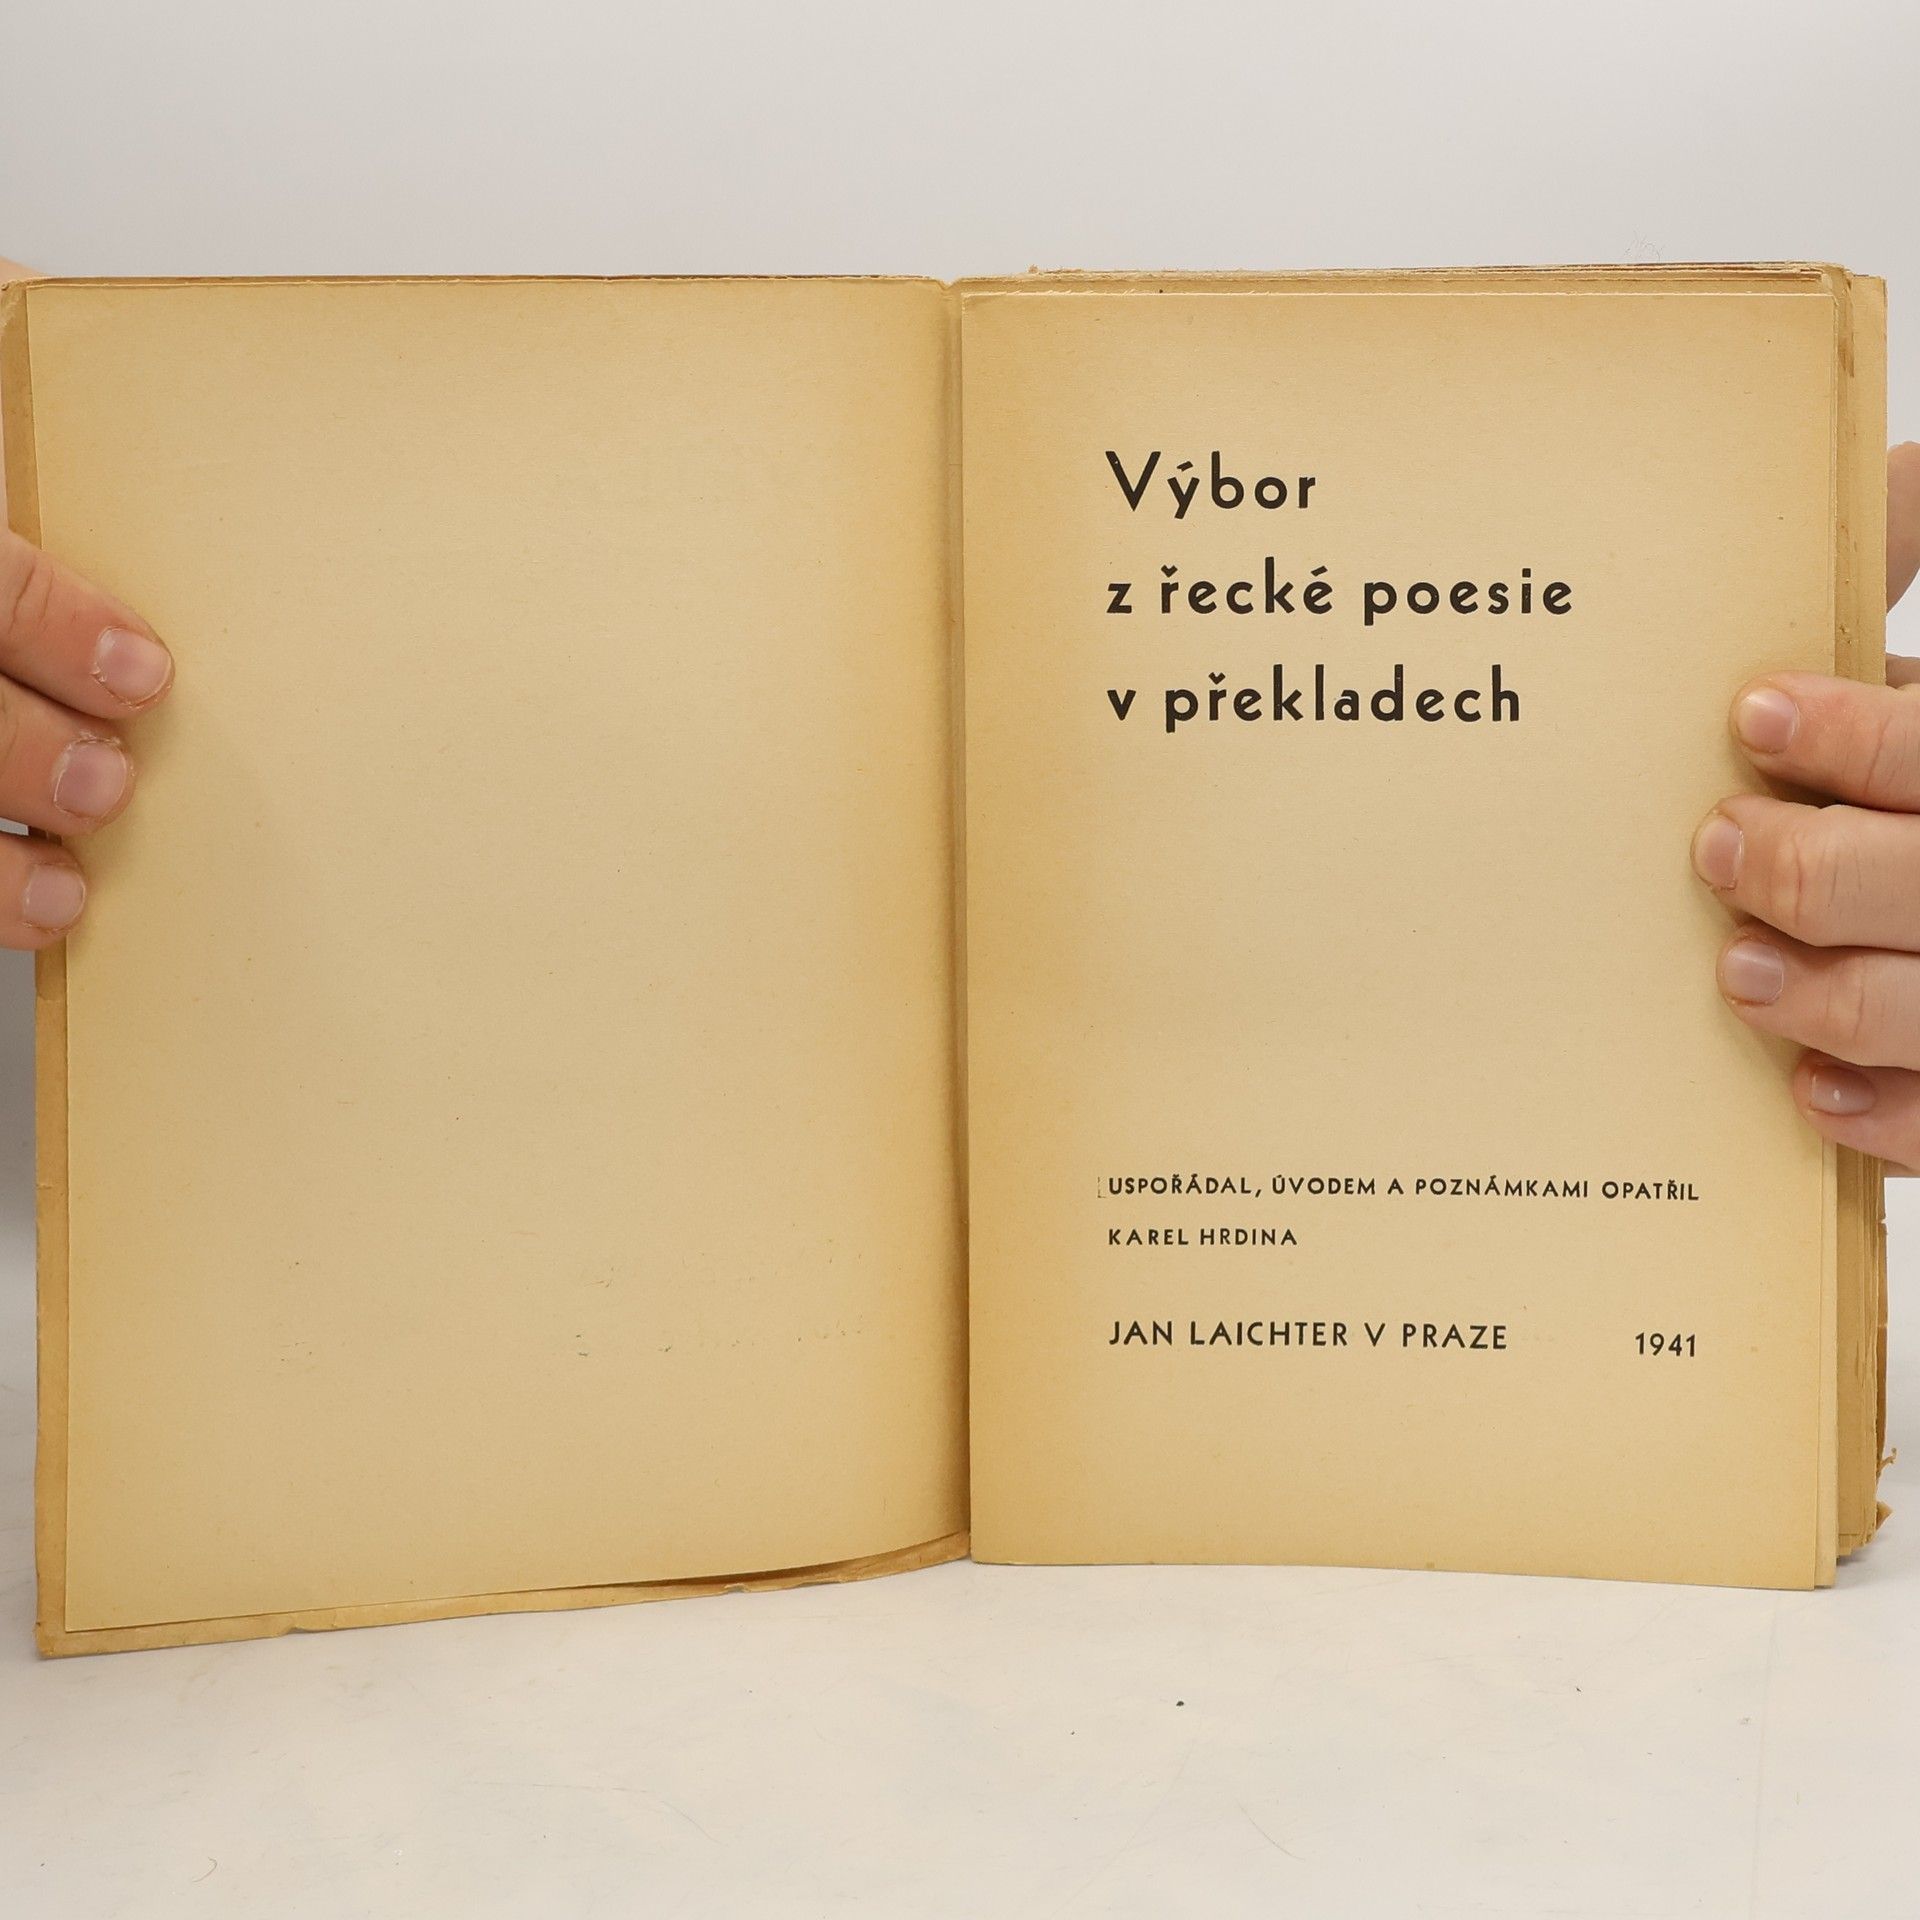 Výbor
z řecké poesie
v překladech
USPOŘÁDAL, ÚVODEM A POZNÁMKAMI OPATŘIL
KAREL HRDINA
JAN LAICHTER V PRAZE 1941